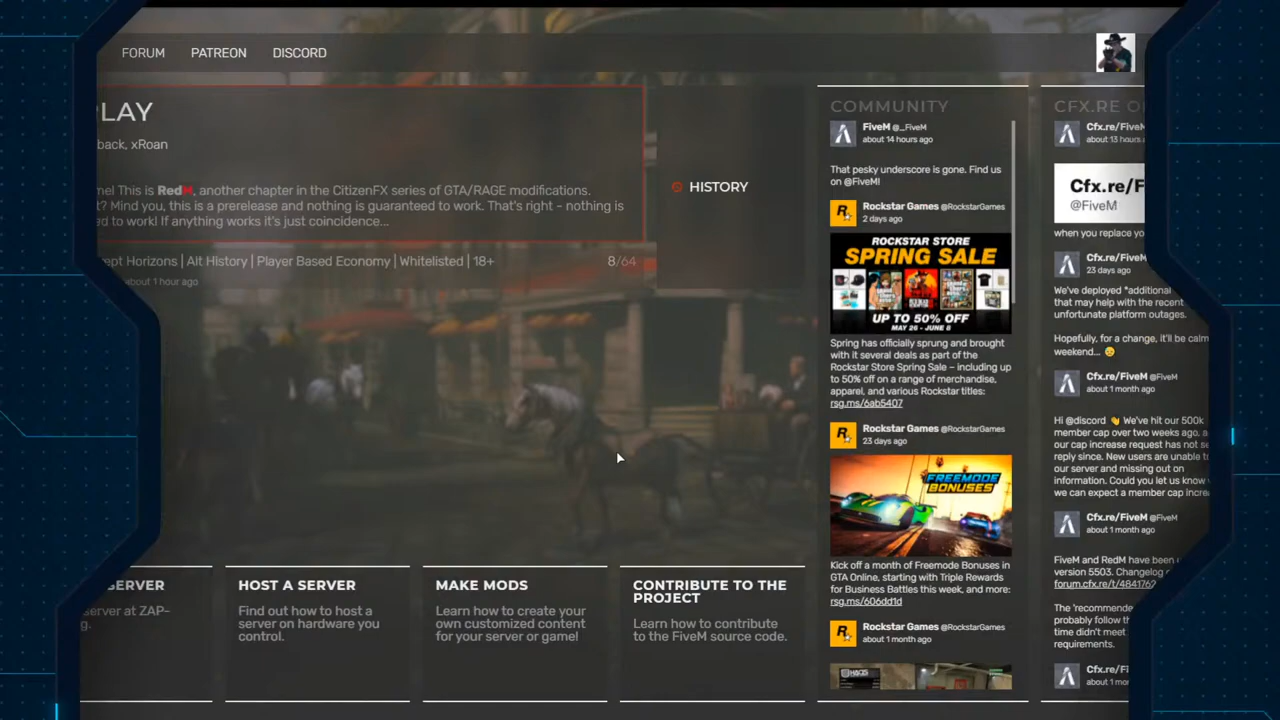 FORUM PATREON DISCORD
PLAY
back, xRoan
me! This is RedM, another chapter in the CitizenFX series of GTA/RAGE modifications.
t? Mind you, this is a prerelease and nothing is guaranteed to work. That's right - nothing is
ed to work! If anything works it's just coincidence...
ept Horizons | Alt History | Player Based Economy | Whitelisted | 18+ 8/64
about 1 hour ago
HISTORY
SERVER
server at ZAP-
g.
HOST A SERVER
Find out how to host a
server on hardware you
control.
MAKE MODS
Learn how to create your
own customized content
for your server or game!
CONTRIBUTE TO THE
PROJECT
Learn how to contribute
to the FiveM source code.
COMMUNITY
FiveM @_FiveM
about 14 hours ago
That pesky underscore is gone. Find us
on @FiveM!
Rockstar Games @RockstarGames
2 days ago
ROCKSTAR STORE
SPRING SALE
UP TO 50% OFF
MAY 26 - JUNE 8
Spring has officially sprung and brought
with it several deals as part of the
Rockstar Store Spring Sale – including up
to 50% off on a range of merchandise,
apparel, and various Rockstar titles:
rsg.ms/6ab5407
Rockstar Games @RockstarGames
23 days ago
FREEMODE
BONUSES
Kick off a month of Freemode Bonuses in
GTA Online, starting with Triple Rewards
for Business Battles this week, and more:
rsg.ms/606dd1d
Rockstar Games @RockstarGames
about 1 month ago
CFX.RE O
Cfx.re/FiveM
about 13 hours ago
Cfx.re/F
@FiveM
when you replace yo
Cfx.re/FiveM @FiveM
23 days ago
We've deployed *additional
that may help with the recent
unfortunate platform outages.
Hopefully, for a change, it'll be calm
weekend...
Cfx.re/FiveM @FiveM
about 1 month ago
Hi @discord 👋 We've hit our 500k
member cap over two weeks ago, a
our cap increase request has not se
reply since. New users are unable t
our server and missing out on
information. Could you let us know
we can expect a member cap increa
Cfx.re/FiveM @FiveM
about 1 month ago
FiveM and RedM have been
version 5503. Changelog
forum.cfx.re/t/4841762
The 'recommende
probably follow th
time didn't meet
requirements.
Cfx.re/Fi
about 1 mon